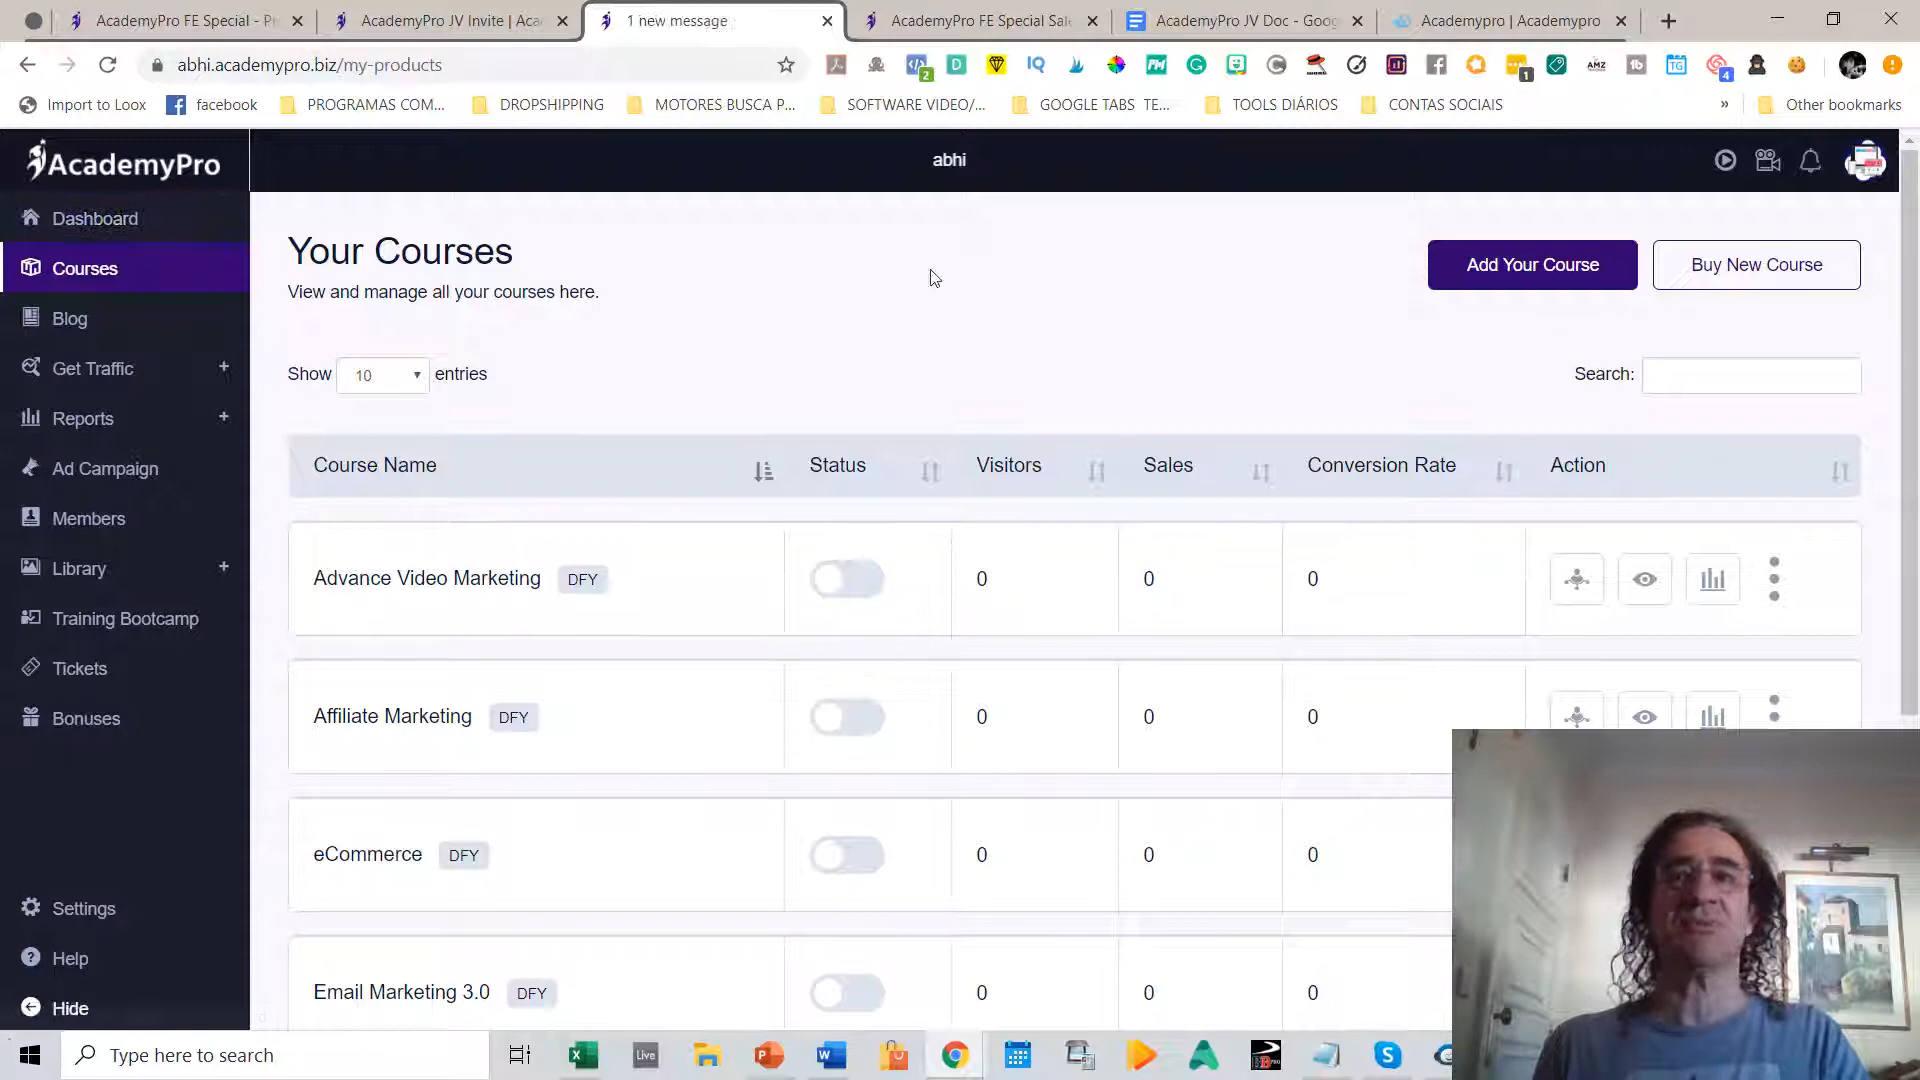 AcademyPro FE Special - P
AcademyPro JV Invite | Aca
1 new message
AcademyPro FE Special Sal
AcademyPro JV Doc - Goog
Academypro | Academypro
abhi.academypro.biz/my-products
Import to Loox
facebook
PROGRAMAS COM...
DROPSHIPPING
MOTORES BUSCA P...
SOFTWARE VIDEO/...
GOOGLE TABS TE...
TOOLS DIÁRIOS
CONTAS SOCIAIS
»
Other bookmarks
AcademyPro
abhi
Dashboard
Courses
Blog
Get Traffic +
Reports +
Ad Campaign
Members
Library +
Training Bootcamp
Tickets
Bonuses
Settings
Help
Hide
Your Courses
View and manage all your courses here.
Add Your Course
Buy New Course
Show 10 entries
Search:
Course Name Status Visitors Sales Conversion Rate Action
Advance Video Marketing DFY 0 0 0
Affiliate Marketing DFY 0 0 0
eCommerce DFY 0 0 0
Email Marketing 3.0 DFY 0 0 0
Type here to search
Live